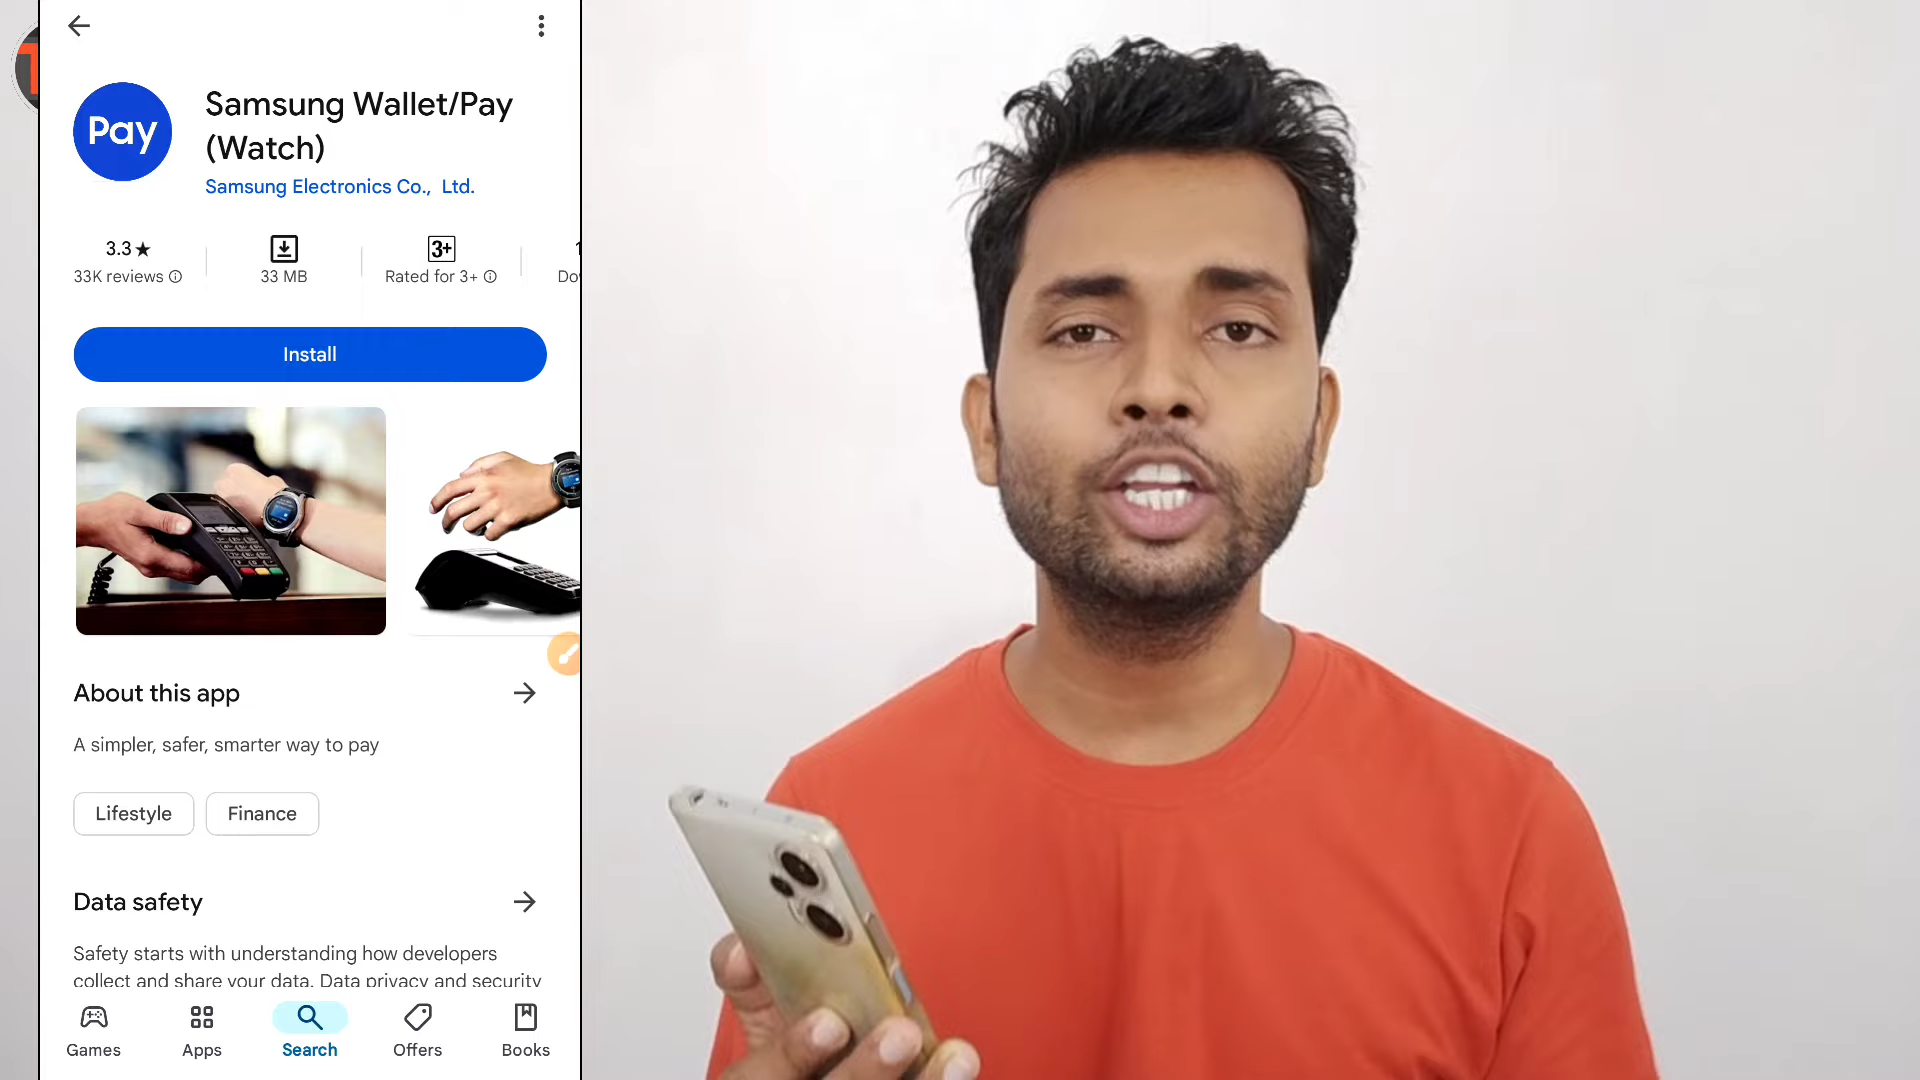 Pay
Samsung Wallet/Pay
(Watch)
Samsung Electronics Co., Ltd.
3.3★
33K reviews
33 MB
3+
Rated for 3+
Install
About this app
A simpler, safer, smarter way to pay
Lifestyle
Finance
Data safety
Safety starts with understanding how developers
collect and share your data. Data privacy and security
Games
Apps
Search
Offers
Books